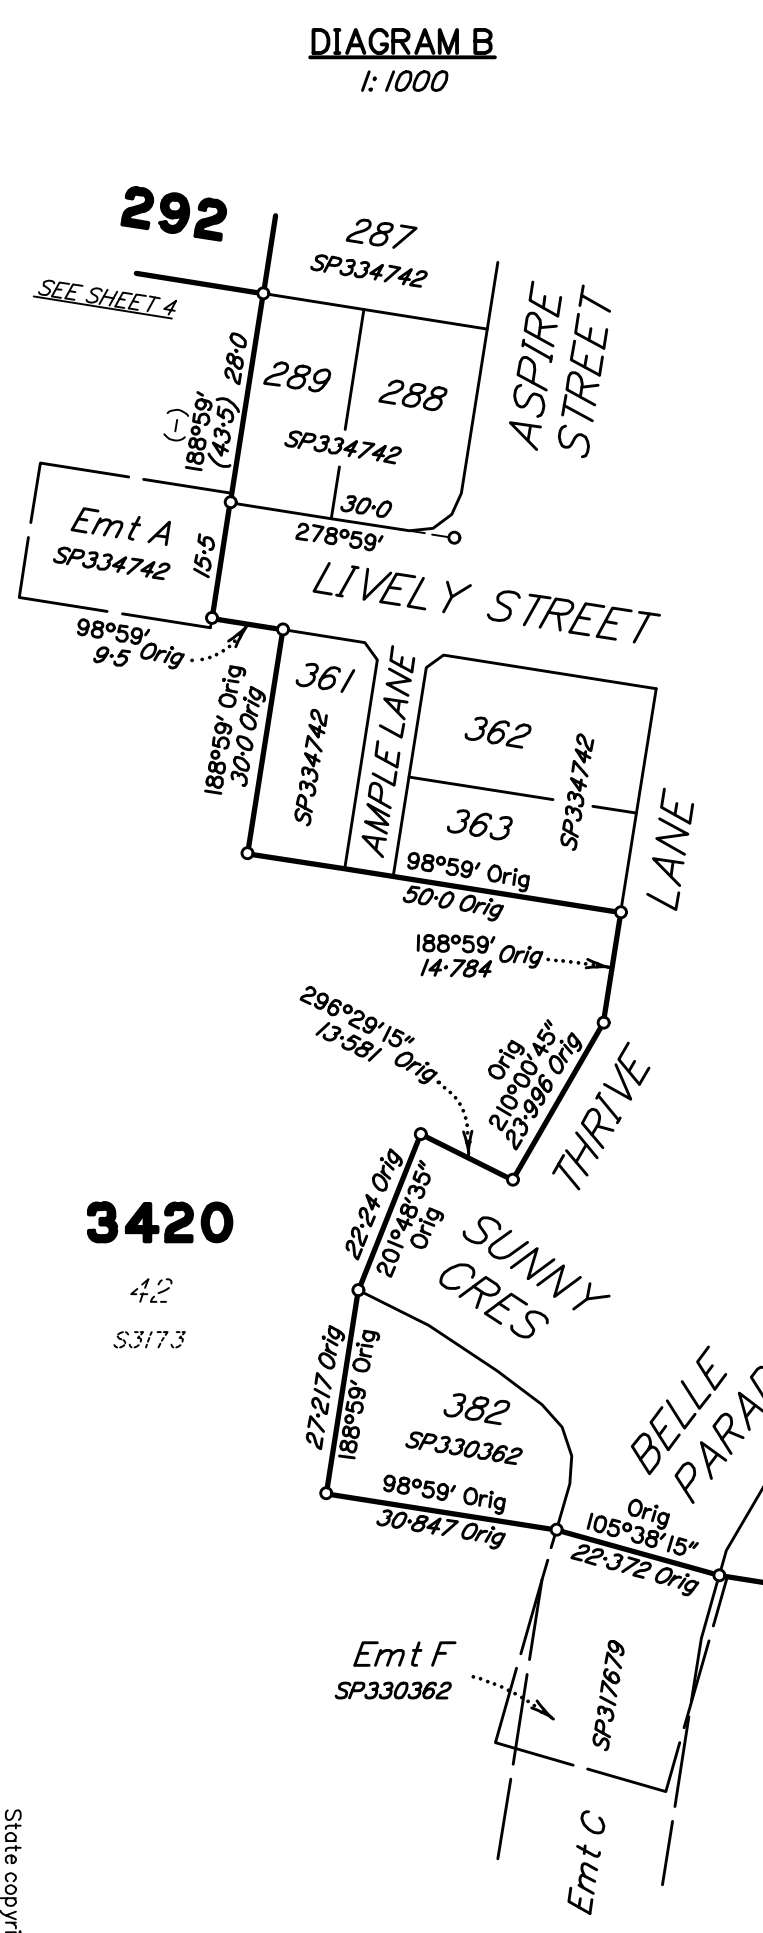 DIAGRAM B
1: 1000
292
SEE SHEET 4
287
SP334742
ASPIRE
STREET
28·0
(–)
188°59′
(43·5)
289
288
SP334742
30·0
278°59′
Emt A
SP334742
15·5
LIVELY STREET
98°59′
9·5 Orig
188°59′ Orig
30·0 Orig
361
SP334742
AMPLE LANE
362
363
SP334742
LANE
98°59′ Orig
50·0 Orig
188°59′ Orig
14·784
296°29′15″
13·581 Orig
Orig
210°00′45″
23·996 Orig
THRIVE
3420
42
S3173
22·24 Orig
201°48′35″
Orig
SUNNY
CRES
27·217 Orig
188°59′ Orig
382
SP330362
98°59′ Orig
30·847 Orig
BELLE
PARAD
Orig
105°38′15″
22·372 Orig
Emt F
SP330362
SP317679
Emt C
State copyri